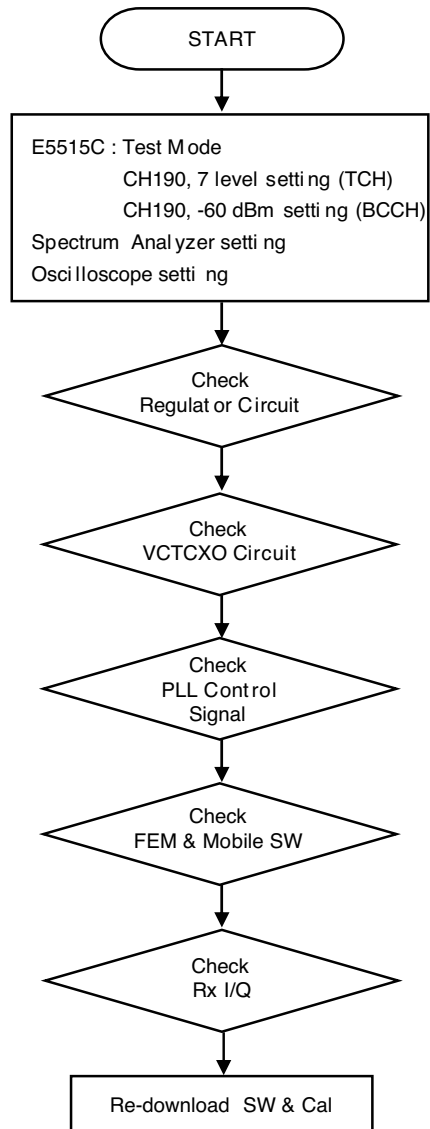 START
E5515C : Test Mode
CH190, 7 level setting (TCH)
CH190, -60 dBm setting (BCCH)
Spectrum Analyzer setting
Oscilloscope setting
Check
Regulator Circuit
Check
VCTCXO Circuit
Check
PLL Control
Signal
Check
FEM & Mobile SW
Check
Rx I/Q
Re-download SW & Cal